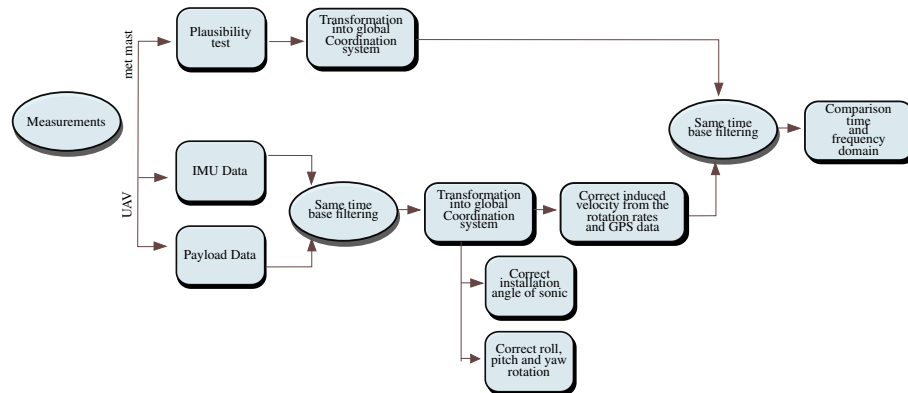 met mast
Plausibility
test
Transformation
into global
Coordination
system
Measurements
Same time
base filtering
Comparison
time
and
frequency
domain
UAV
IMU Data
Payload Data
Same time
base filtering
Transformation
into global
Coordination
system
Correct induced
velocity from the
rotation rates
and GPS data
Correct
installation
angle of sonic
Correct roll,
pitch and yaw
rotation